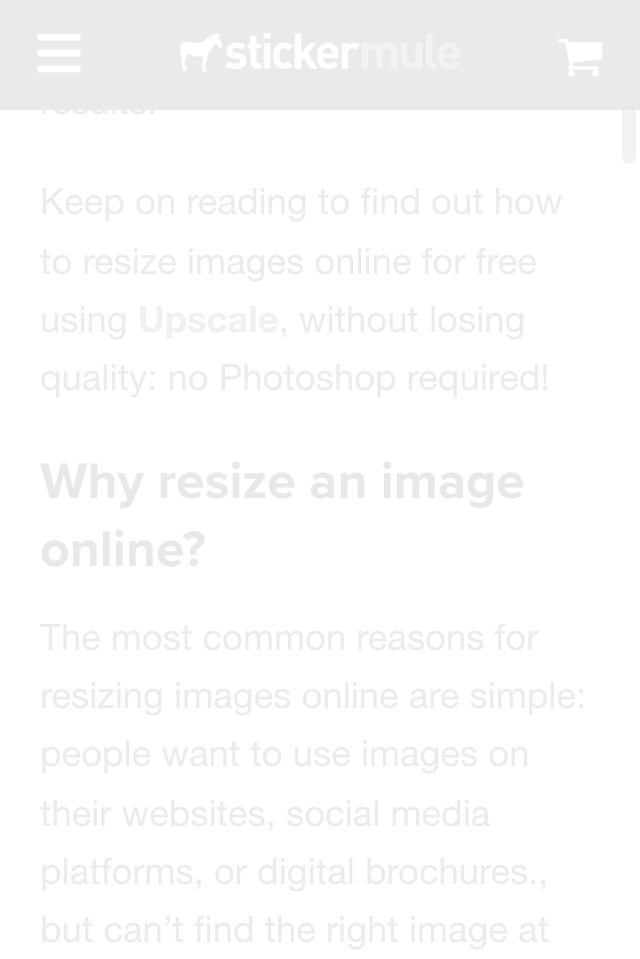 stickermule
results.
Keep on reading to find out how
to resize images online for free
using Upscale, without losing
quality: no Photoshop required!
Why resize an image
online?
The most common reasons for
resizing images online are simple:
people want to use images on
their websites, social media
platforms, or digital brochures.,
but can’t find the right image at